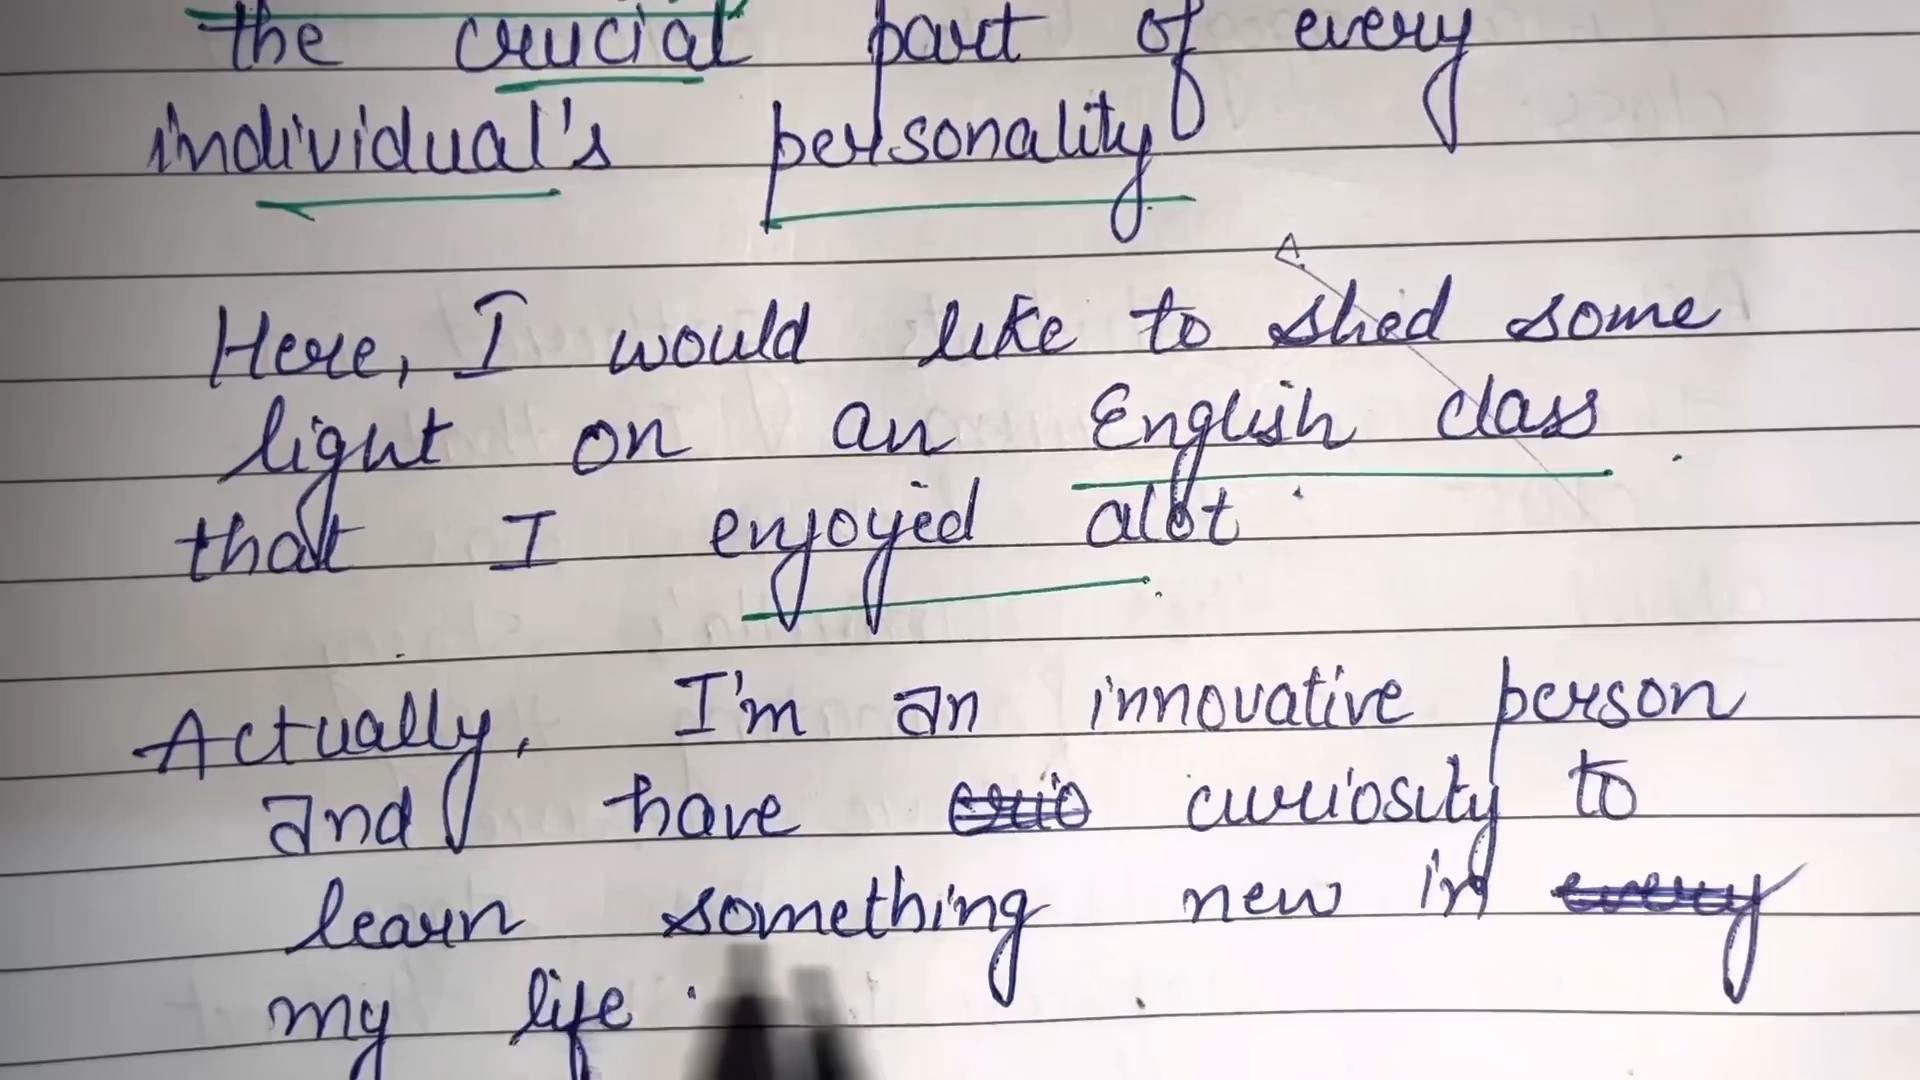 the crucial part of every
individual's personality
Here, I would like to shed some
light on an English class
that I enjoyed alot.
Actually, I'm an innovative person
and have curiosity to
learn something new in every
my life.